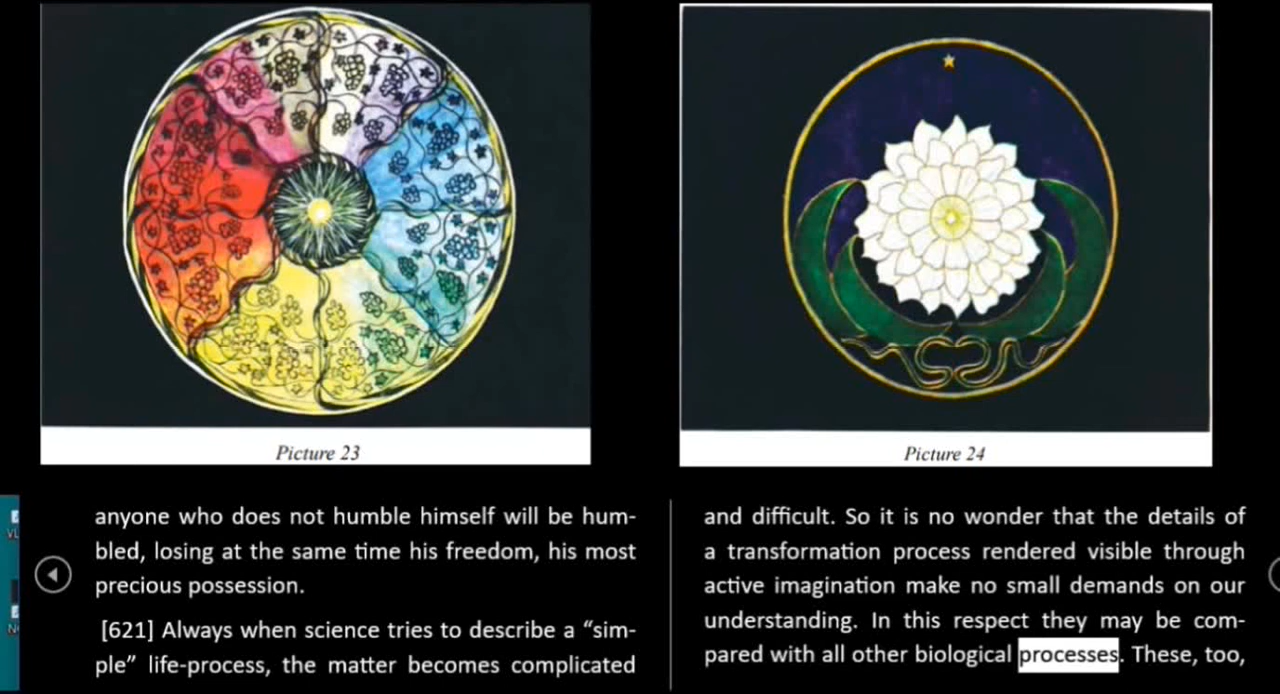 Picture 23
Picture 24
anyone who does not humble himself will be hum-
bled, losing at the same time his freedom, his most
precious possession.
[621] Always when science tries to describe a “sim-
ple” life-process, the matter becomes complicated
and difficult. So it is no wonder that the details of
a transformation process rendered visible through
active imagination make no small demands on our
understanding. In this respect they may be com-
pared with all other biological processes. These, too,